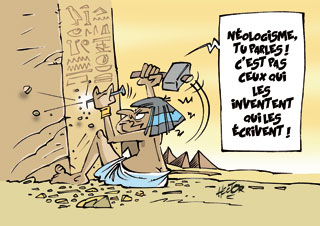 NÉOLOGISME,
TU PARLES !
C'EST PAS
CEUX QUI
LES
INVENTENT
QUI LES
ÉCRIVENT !